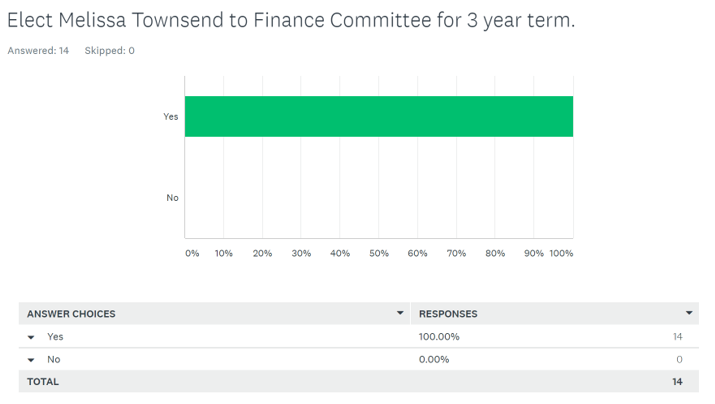 Elect Melissa Townsend to Finance Committee for 3 year term.
Answered: 14 Skipped: 0
Yes
No
0% 10% 20% 30% 40% 50% 60% 70% 80% 90% 100%
ANSWER CHOICES RESPONSES
Yes 100.00% 14
No 0.00% 0
TOTAL 14